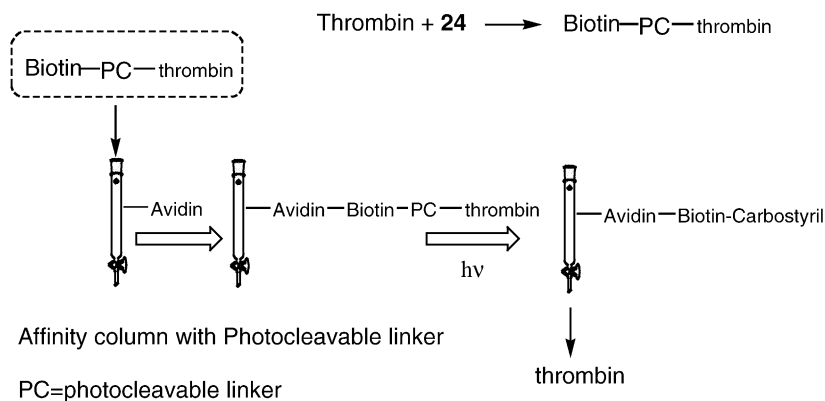 Thrombin + 24 Biotin—PC—thrombin
Biotin—PC—thrombin
Avidin
Avidin—Biotin—PC—thrombin
Avidin—Biotin-Carbostyril
hν
Affinity column with Photocleavable linker
thrombin
PC=photocleavable linker